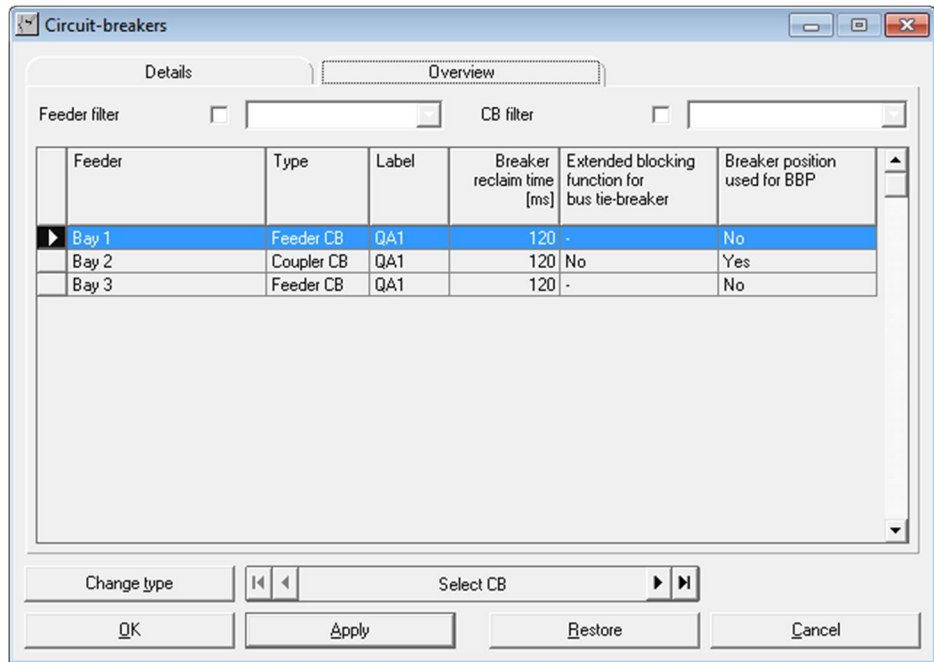 Circuit-breakers
Details Overview
Feeder filter CB filter
Feeder Type Label Breaker reclaim time [ms] Extended blocking function for bus tie-breaker Breaker position used for BBP
Bay 1 Feeder CB QA1 120 - No
Bay 2 Coupler CB QA1 120 No Yes
Bay 3 Feeder CB QA1 120 - No
Change type Select CB
OK Apply Restore Cancel